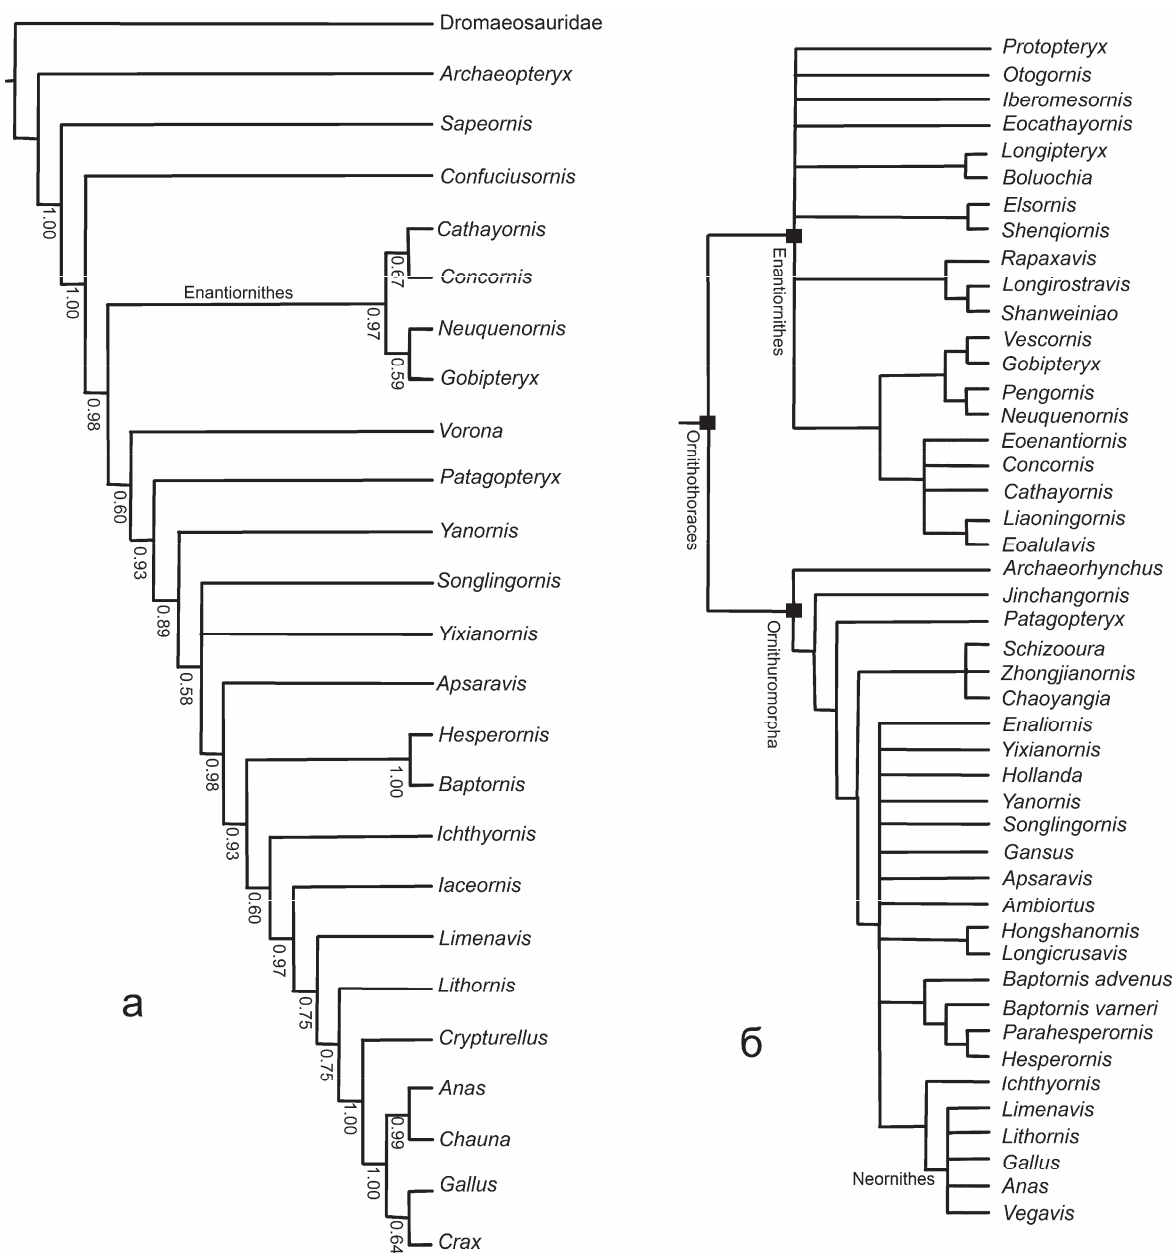 Dromaeosauridae
Archaeopteryx
Sapeornis
Confuciusornis
1.00
Cathayornis
Concornis
0.67
1.00
Enantiornithes
0.97
Neuquenornis
Gobipteryx
0.59
0.98
Vorona
Patagopteryx
0.60
Yanornis
0.93
Songlingornis
0.89
Yixianornis
0.58
Apsaravis
Hespernornis
Baptornis
1.00
0.98
Ichthyornis
0.93
Iaceornis
0.60
Limenavis
0.97
Lithornis
0.75
Crypturellus
0.75
Anas
Chauna
0.99
1.00
Gallus
1.00
Crax
0.64
а
Protopteryx
Otogornis
Iberomesornis
Eocathayornis
Longipteryx
Boluochia
Elsornis
Shenqiornis
Enantiornithes
Rapaxavis
Longirostravis
Shanweiniao
Vescornis
Gobipteryx
Pengornis
Neuquenornis
Eoenantiornis
Concornis
Cathayornis
Liaoningornis
Eoalulavis
Ornithothoraces
Archaeorhynchus
Jinchangornis
Patagopteryx
Ornithuromorpha
Schizooura
Zhongjianornis
Chaoyangia
Enaliornis
Yixianornis
Hollanda
Yanornis
Songlingornis
Gansus
Apsaravis
Ambiortus
Hongshanornis
Longicrusavis
Baptornis advenus
Baptornis varneri
Parahesperornis
Hesperornis
Ichthyornis
Limenavis
Lithornis
Gallus
Neornithes
Anas
Vegavis
б